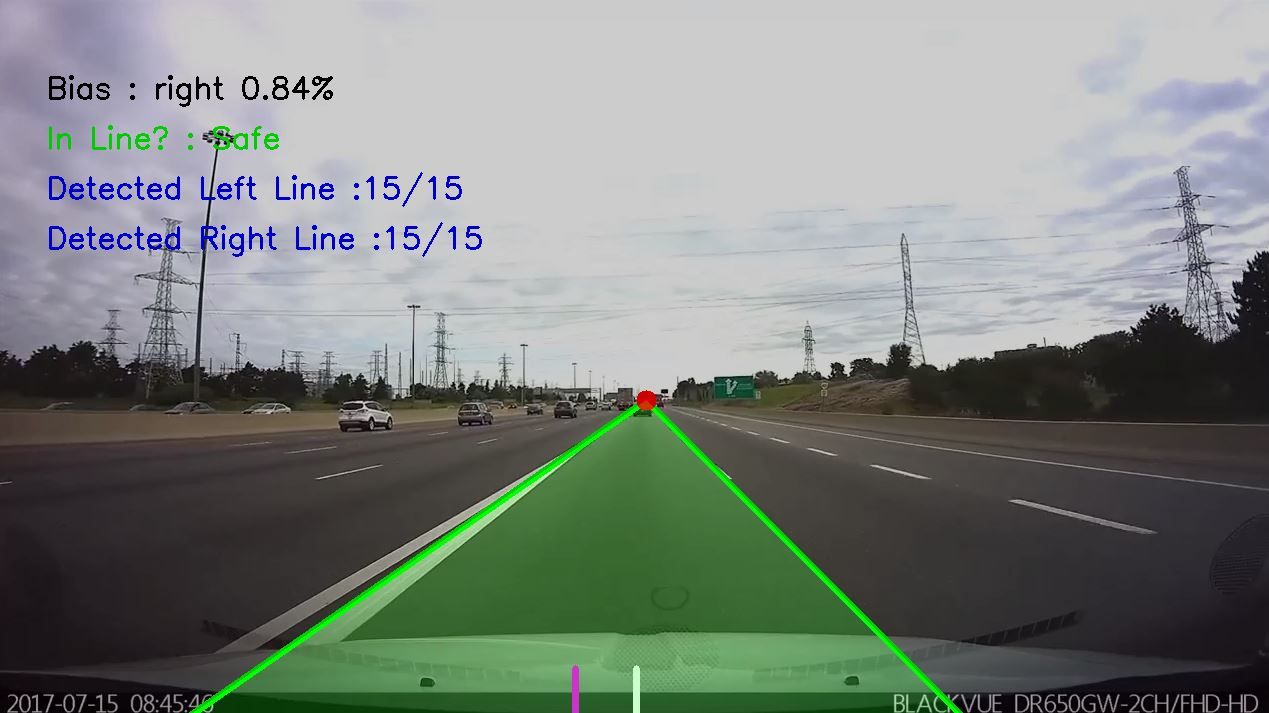 Bias : right 0.84%
In Line? : Safe
Detected Left Line :15/15
Detected Right Line :15/15
2017-07-15 08:45:46
BLACKVUE DR650GW-2CH/FHD-HD